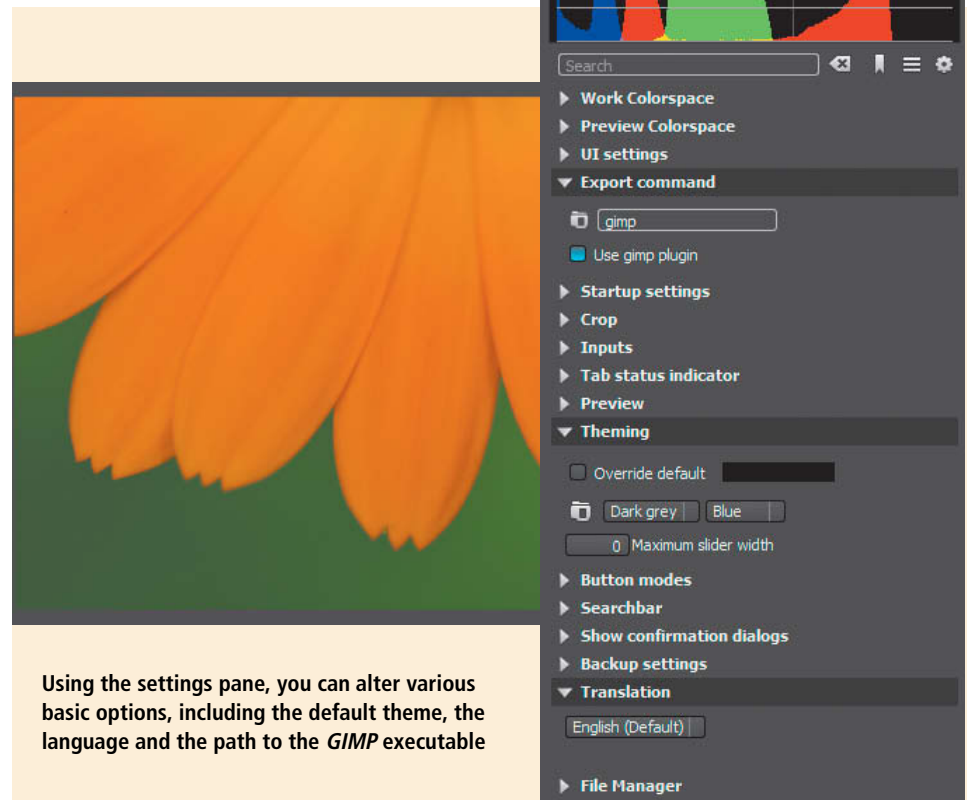 Search
Work Colorspace
Preview Colorspace
UI settings
Export command
gimp
Use gimp plugin
Startup settings
Crop
Inputs
Tab status indicator
Preview
Theming
Override default
Dark grey Blue
0 Maximum slider width
Button modes
Searchbar
Show confirmation dialogs
Backup settings
Translation
English (Default)
File Manager
Using the settings pane, you can alter various
basic options, including the default theme, the
language and the path to the GIMP executable